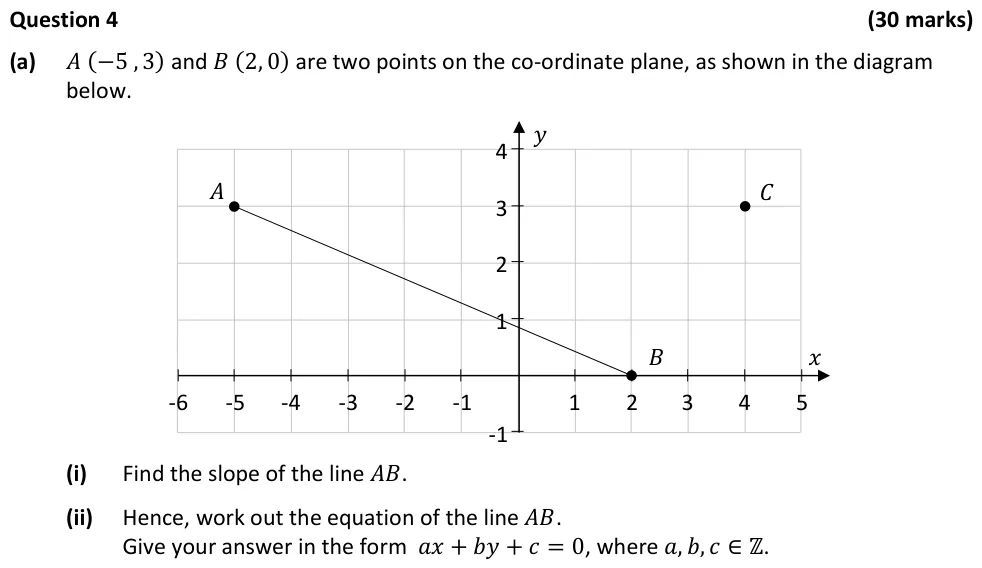 Question 4 (30 marks)
(a) A (−5 , 3) and B (2, 0) are two points on the co-ordinate plane, as shown in the diagram
below.
y
4
A C
3
2
1
B x
-6 -5 -4 -3 -2 -1 1 2 3 4 5
-1
(i) Find the slope of the line AB.
(ii) Hence, work out the equation of the line AB.
Give your answer in the form ax + by + c = 0, where a, b, c ∈ ℤ.